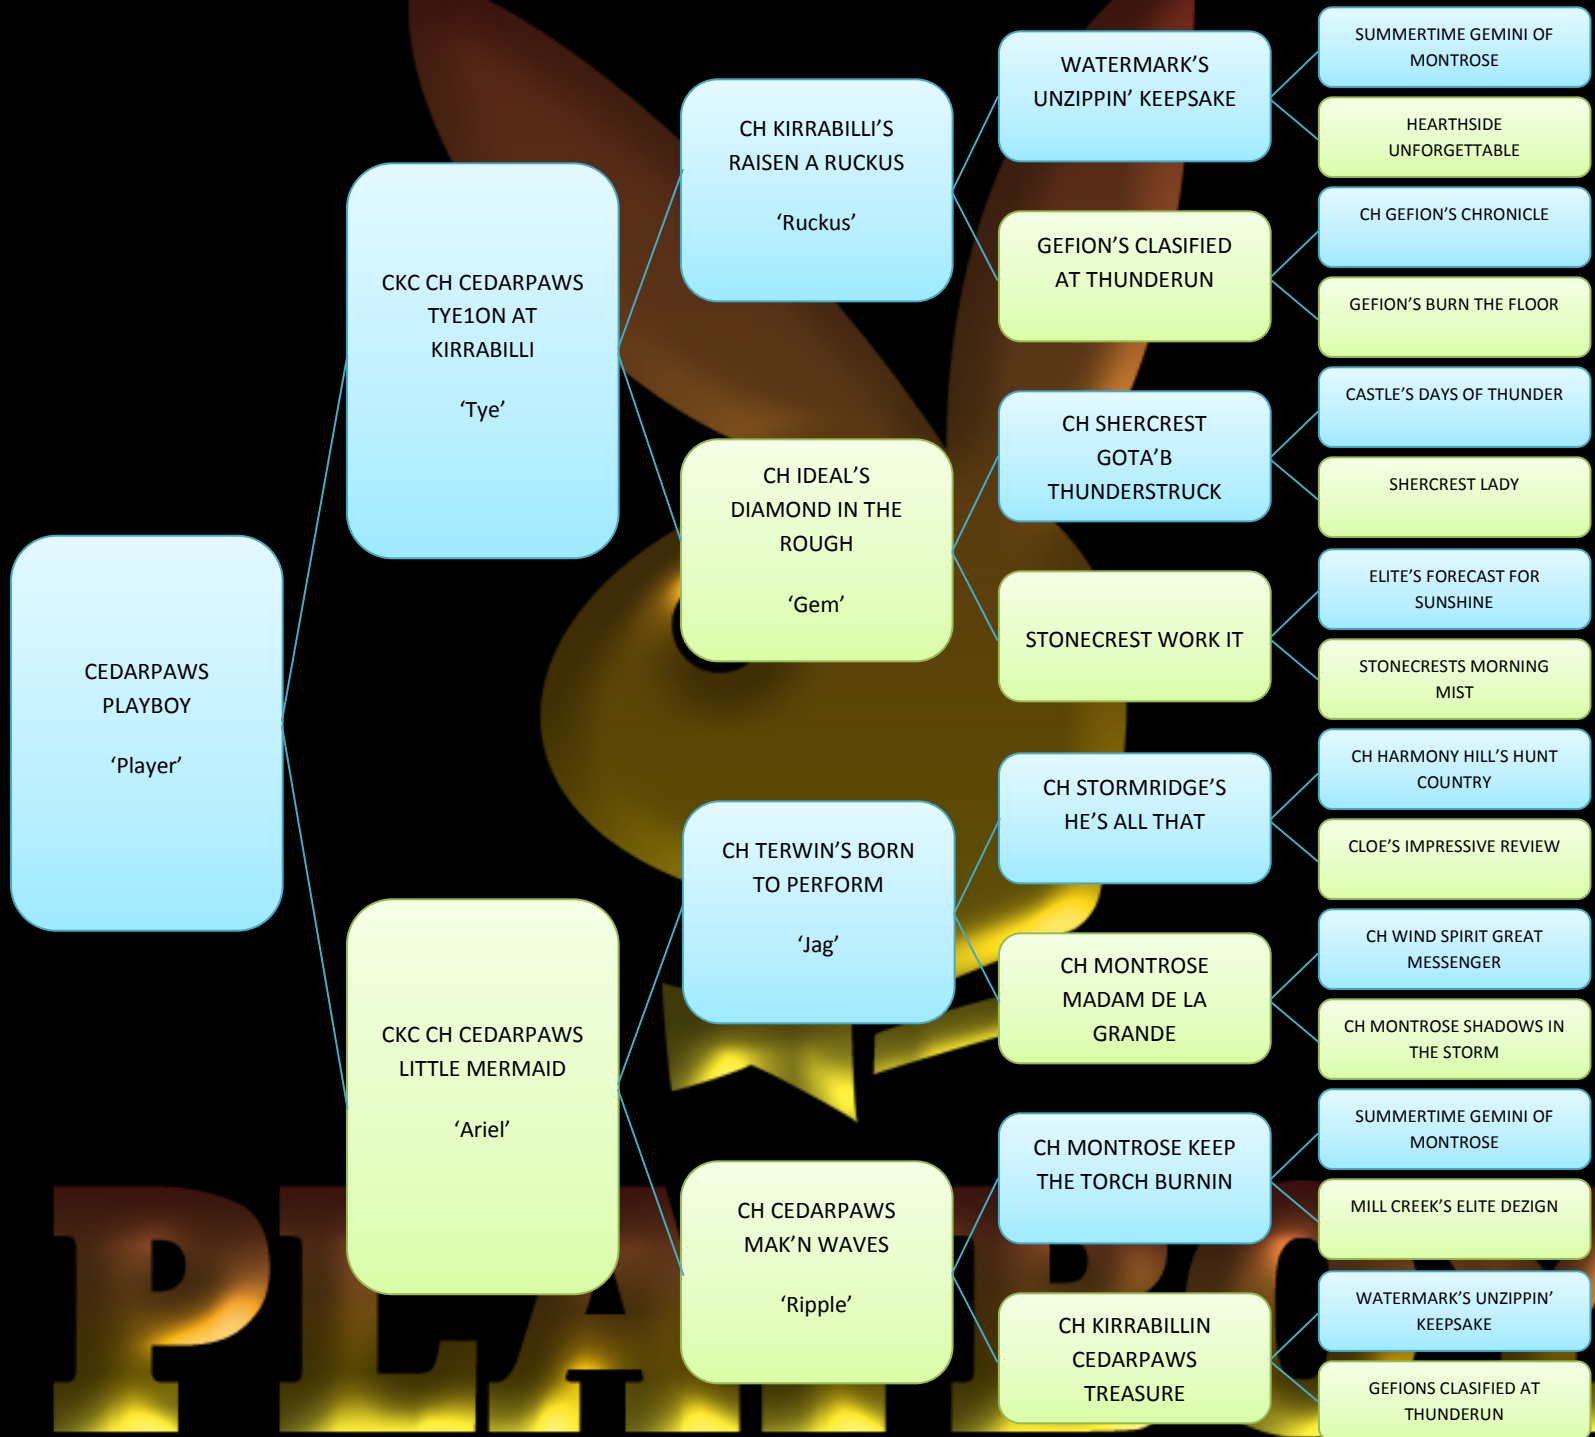 CEDARPAWS
PLAYBOY
‘Player’
CKC CH CEDARPAWS
TYE1ON AT
KIRRABILLI
‘Tye’
CKC CH CEDARPAWS
LITTLE MERMAID
‘Ariel’
CH KIRRABILLI’S
RAISEN A RUCKUS
‘Ruckus’
CH IDEAL’S
DIAMOND IN THE
ROUGH
‘Gem’
CH TERWIN’S BORN
TO PERFORM
‘Jag’
CH CEDARPAWS
MAK’N WAVES
‘Ripple’
WATERMARK’S
UNZIPPIN’ KEEPSAKE
GEFION’S CLASIFIED
AT THUNDERUN
CH SHERCREST
GOTA’B
THUNDERSTRUCK
STONECREST WORK IT
CH STORMRIDGE’S
HE’S ALL THAT
CH MONTROSE
MADAM DE LA
GRANDE
CH MONTROSE KEEP
THE TORCH BURNIN
CH KIRRABILLIN
CEDARPAWS
TREASURE
SUMMERTIME GEMINI OF
MONTROSE
HEARTHSIDE
UNFORGETTABLE
CH GEFION’S CHRONICLE
GEFION’S BURN THE FLOOR
CASTLE’S DAYS OF THUNDER
SHERCREST LADY
ELITE’S FORECAST FOR
SUNSHINE
STONECRESTS MORNING
MIST
CH HARMONY HILL’S HUNT
COUNTRY
CLOE’S IMPRESSIVE REVIEW
CH WIND SPIRIT GREAT
MESSENGER
CH MONTROSE SHADOWS IN
THE STORM
SUMMERTIME GEMINI OF
MONTROSE
MILL CREEK’S ELITE DEZIGN
WATERMARK’S UNZIPPIN’
KEEPSAKE
GEFIONS CLASIFIED AT
THUNDERUN
PLAYBOY